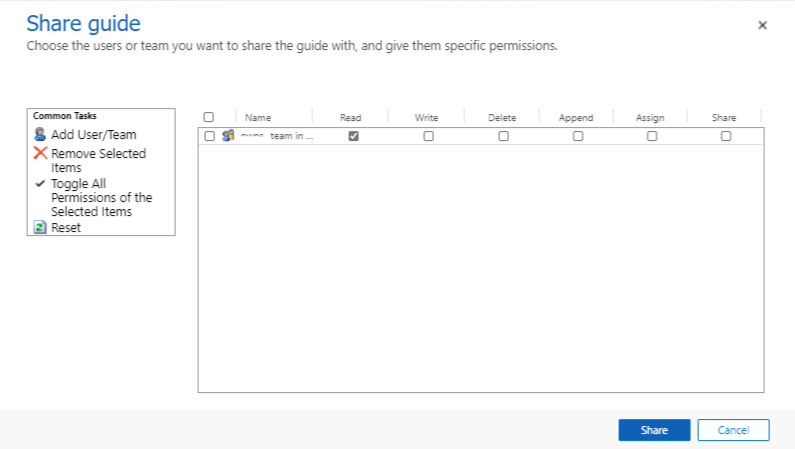 Share guide
Choose the users or team you want to share the guide with, and give them specific permissions.
Common Tasks
Add User/Team
Remove Selected
Items
Toggle All
Permissions of the
Selected Items
Reset
Name Read Write Delete Append Assign Share
team in ...
Share Cancel